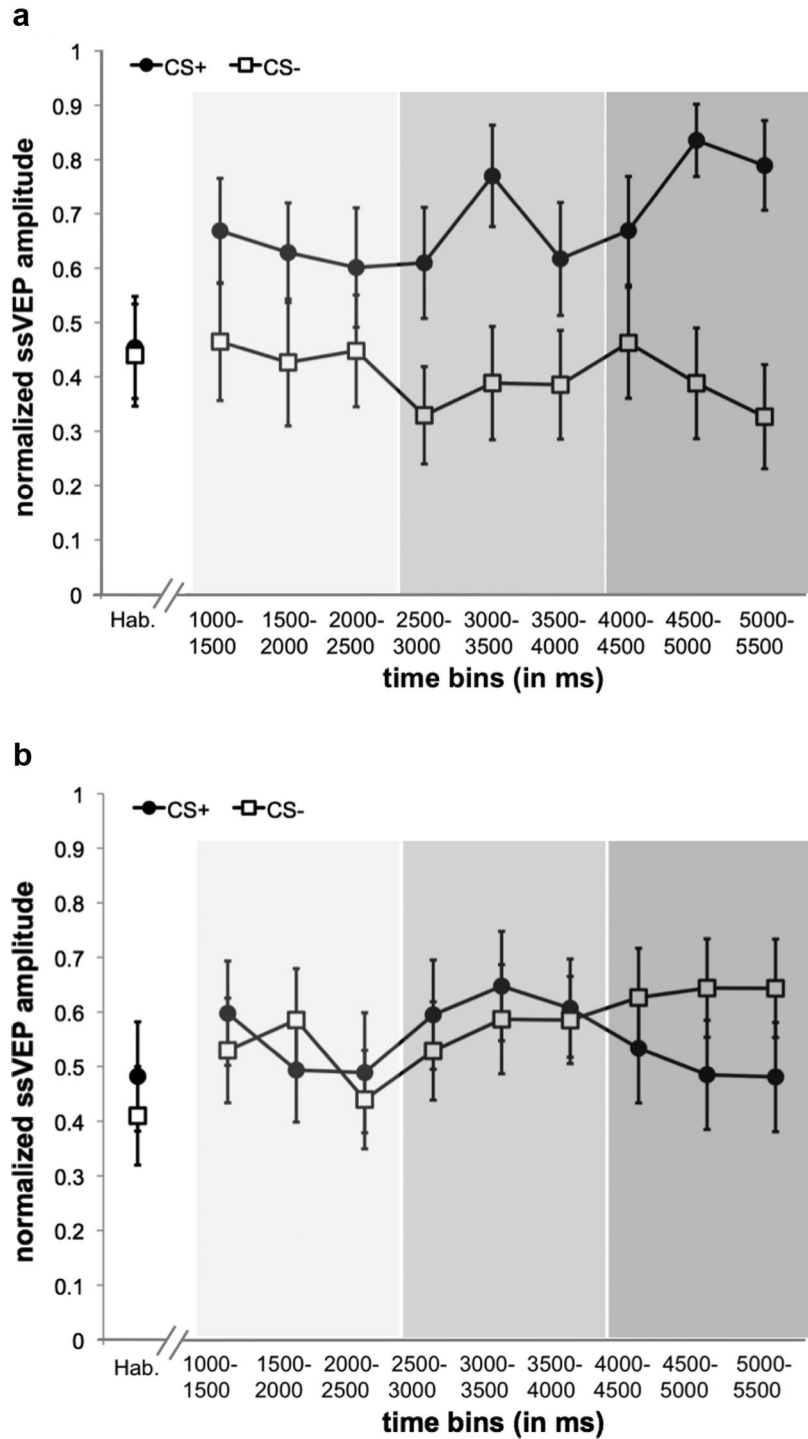 a
1
CS+ CS-
0.9
0.8
0.7
0.6
0.5
0.4
0.3
0.2
0.1
0
normalized ssVEP amplitude
Hab. 1000- 1500- 2000- 2500- 3000- 3500- 4000- 4500- 5000-
1500 2000 2500 3000 3500 4000 4500 5000 5500
time bins (in ms)
b
1
CS+ CS-
0.9
0.8
0.7
0.6
0.5
0.4
0.3
0.2
0.1
0
normalized ssVEP amplitude
Hab. 1000- 1500- 2000- 2500- 3000- 3500- 4000- 4500- 5000-
1500 2000 2500 3000 3500 4000 4500 5000 5500
time bins (in ms)